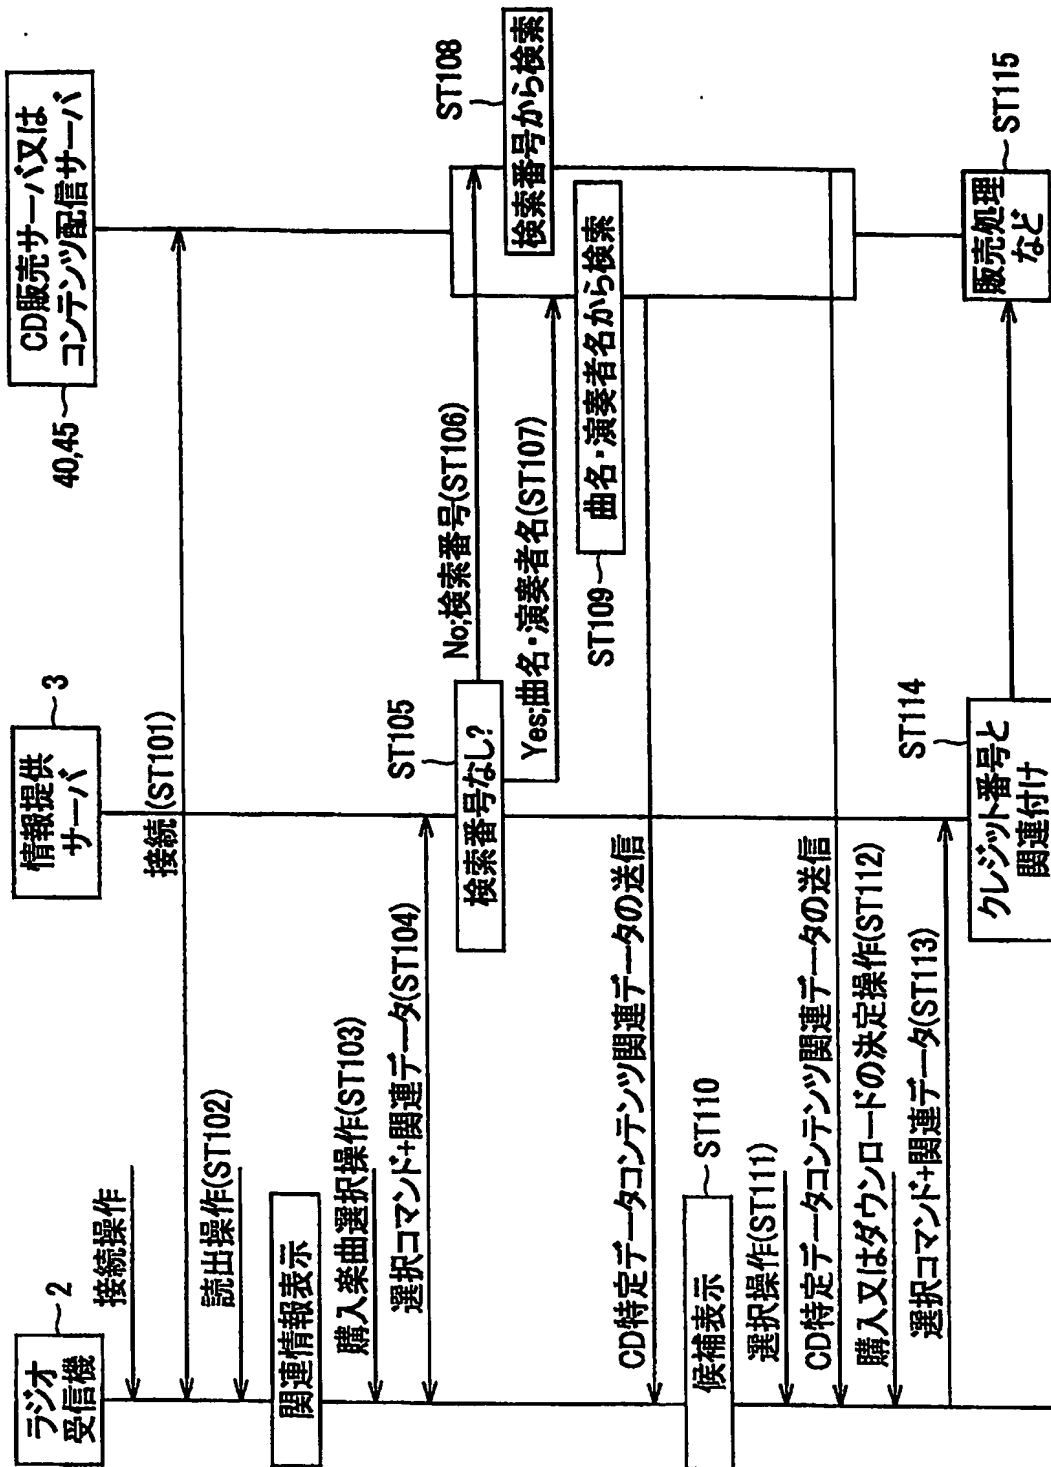 ラジオ
受信機
2
情報提供
サーバ
3
CD販売サーバ又は
コンテンツ配信サーバ
40,45
接続操作
接続(ST101)
読出操作(ST102)
関連情報表示
購入楽曲選択操作(ST103)
選択コマンド+関連データ(ST104)
検索番号なし?
ST105
No;検索番号(ST106)
Yes;曲名・演奏者名(ST107)
検索番号から検索
ST108
曲名・演奏者名から検索
ST109
CD特定データコンテンツ関連データの送信
候補表示
ST110
選択操作(ST111)
CD特定データコンテンツ関連データの送信
購入又はダウンロードの決定操作(ST112)
選択コマンド+関連データ(ST113)
クレジット番号と
関連付け
ST114
販売処理
など
ST115